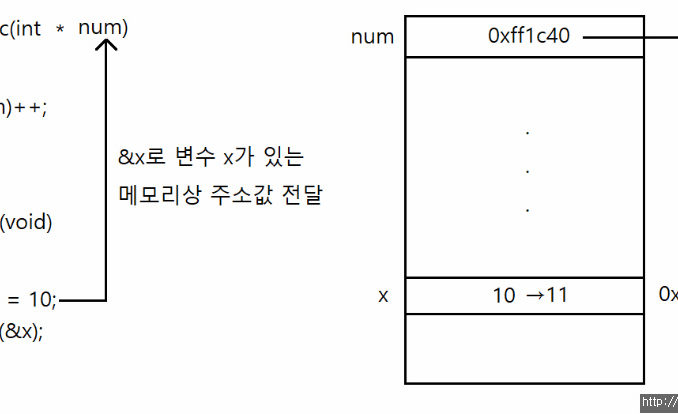 c(int * num)
)++;
&x로 변수 x가 있는
메모리상 주소값 전달
(void)
= 10;
(&x);
num
0xff1c40
.
.
.
x
10 →11
0x
http://